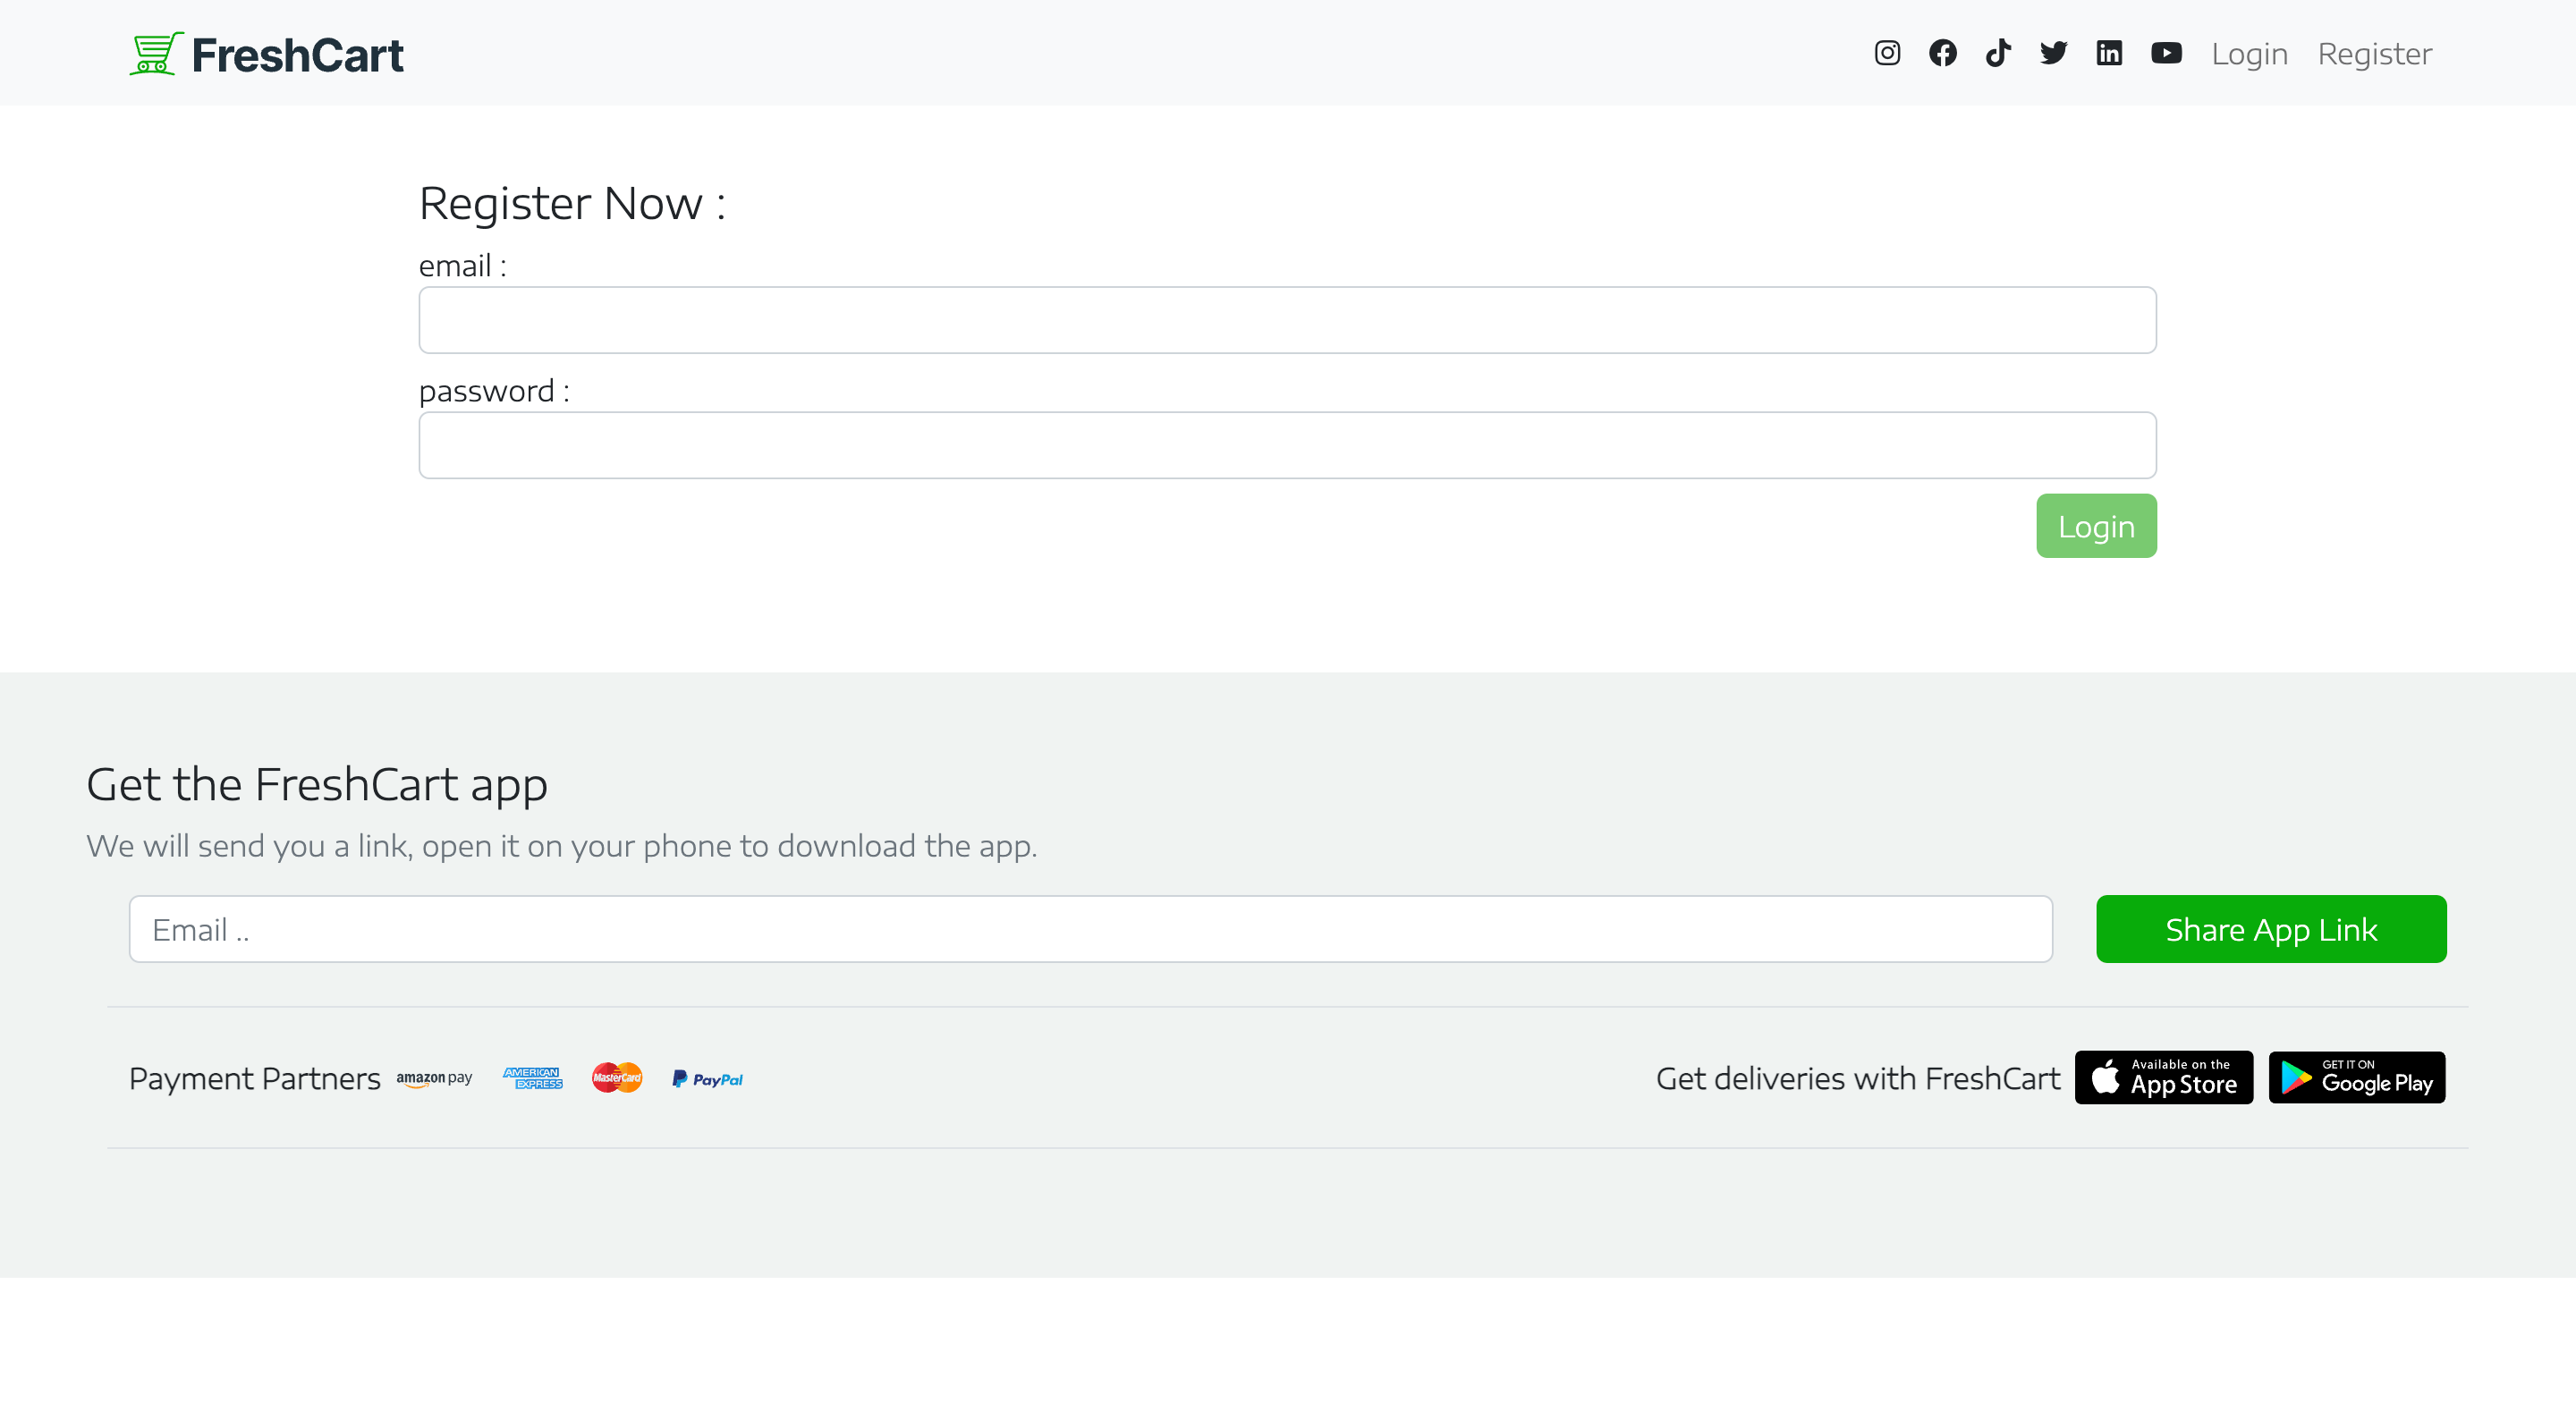 FreshCart
Login
Register
Register Now :
email :
password :
Login
Get the FreshCart app
We will send you a link, open it on your phone to download the app.
Email ..
Share App Link
Payment Partners
amazon pay
AMERICAN
EXPRESS
MasterCard
PayPal
Get deliveries with FreshCart
Available on the
App Store
GET IT ON
Google Play